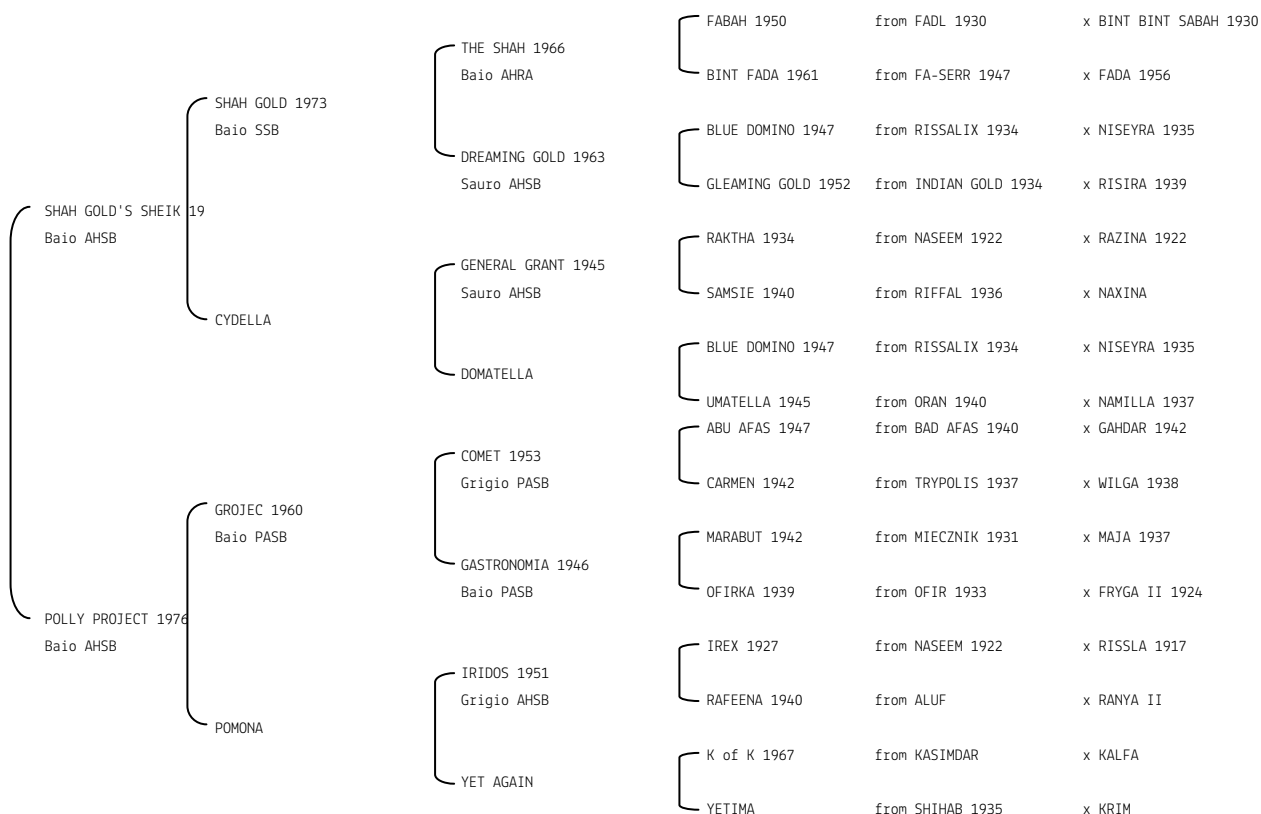 FABAH 1950 from FADL 1930 x BINT BINT SABAH 1930
THE SHAH 1966
Baio AHRA
BINT FADA 1961 from FA-SERR 1947 x FADA 1956
SHAH GOLD 1973
Baio SSB
BLUE DOMINO 1947 from RISSALIX 1934 x NISEYRA 1935
DREAMING GOLD 1963
Sauro AHSB
GLEAMING GOLD 1952 from INDIAN GOLD 1934 x RISIRA 1939
SHAH GOLD'S SHEIK 19
Baio AHSB
RAKTHA 1934 from NASEEM 1922 x RAZINA 1922
GENERAL GRANT 1945
Sauro AHSB
SAMSIE 1940 from RIFFAL 1936 x NAXINA
CYDELLA
BLUE DOMINO 1947 from RISSALIX 1934 x NISEYRA 1935
DOMATELLA
UMATELLA 1945 from ORAN 1940 x NAMILLA 1937
ABU AFAS 1947 from BAD AFAS 1940 x GAHDAR 1942
COMET 1953
Grigio PASB
CARMEN 1942 from TRYPOLIS 1937 x WILGA 1938
GROJEC 1960
Baio PASB
MARABUT 1942 from MIECZNIK 1931 x MAJA 1937
GASTRONOMIA 1946
Baio PASB
OFIRKA 1939 from OFIR 1933 x FRYGA II 1924
POLLY PROJECT 1976
Baio AHSB
IREX 1927 from NASEEM 1922 x RISSLA 1917
IRIDOS 1951
Grigio AHSB
RAFEENA 1940 from ALUF x RANYA II
POMONA
K of K 1967 from KASIMDAR x KALFA
YET AGAIN
YETIMA from SHIHAB 1935 x KRIM